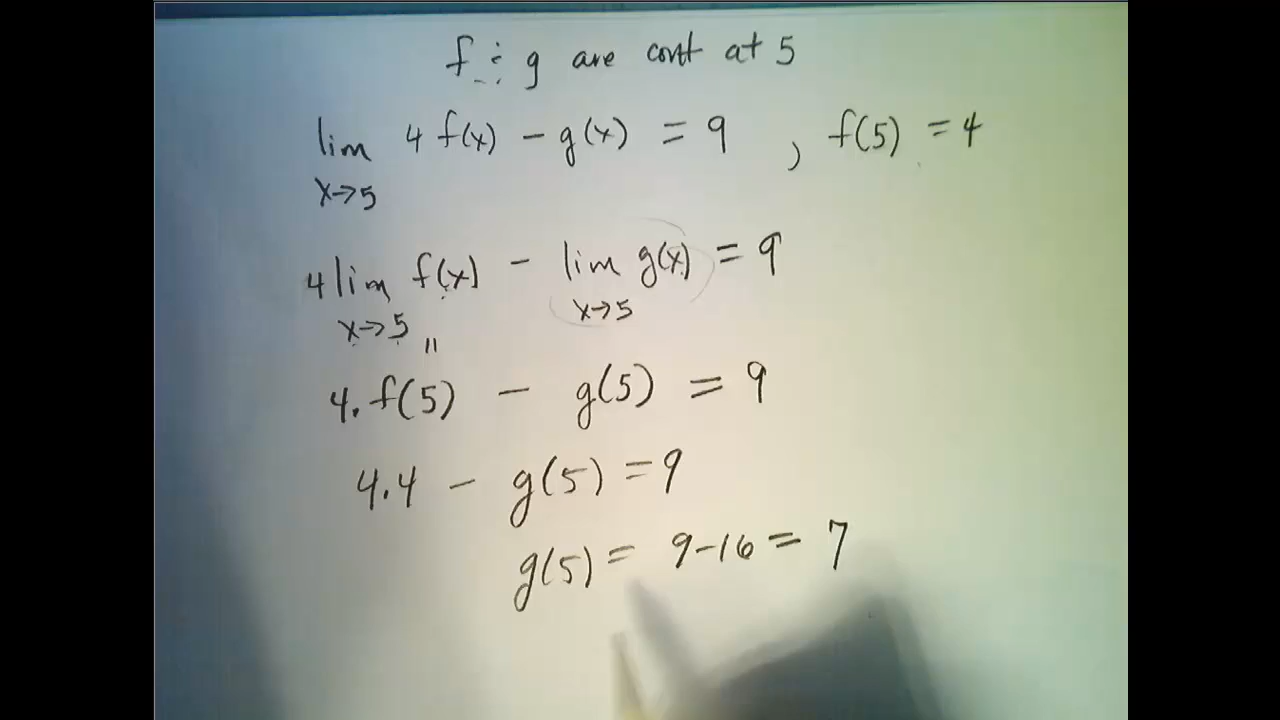 f & g are cont at 5
lim 4 f(x) - g(x) = 9 , f(5) = 4
x→5
4 lim f(x) - lim g(x) = 9
x→5 x→5
"
4.f(5) - g(5) = 9
4.4 - g(5) = 9
g(5) = 9-16 = 7